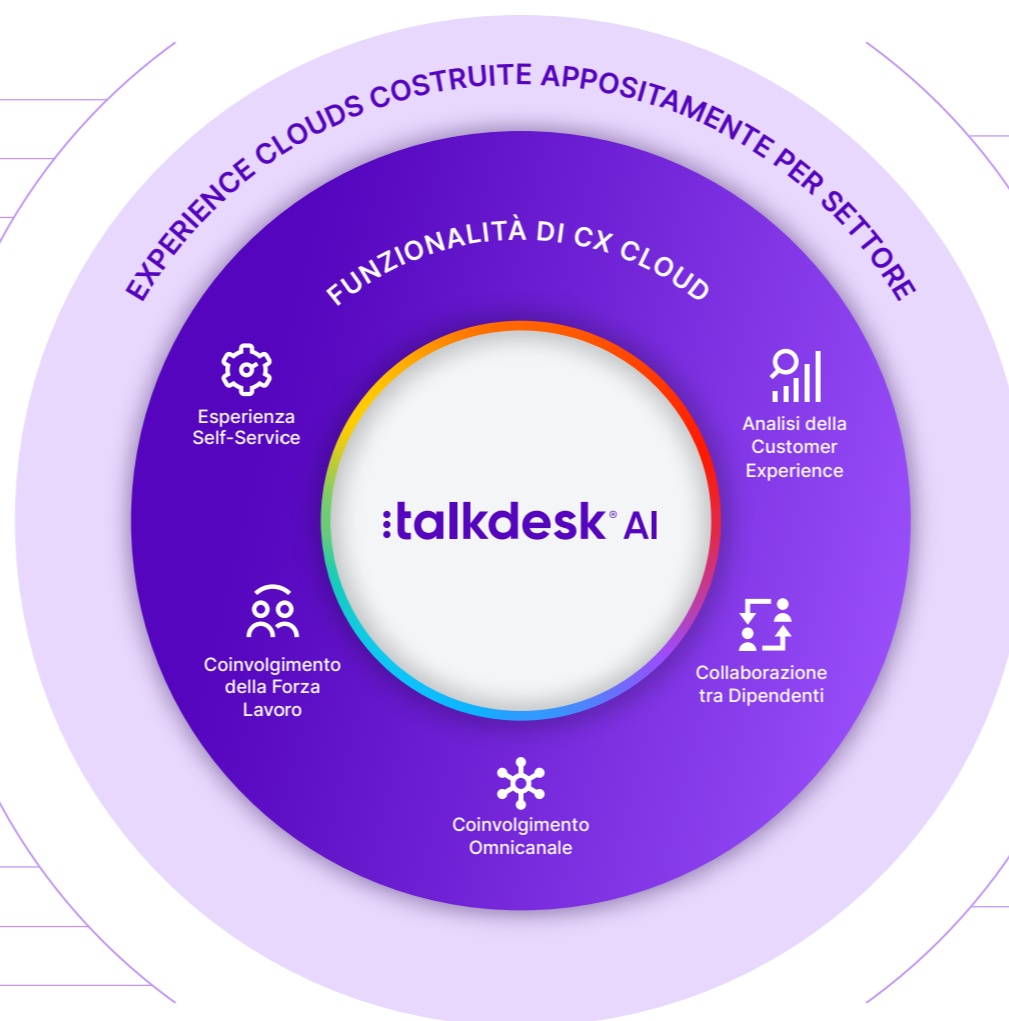 EXPERIENCE CLOUDS COSTRUITE APPOSITAMENTE PER SETTORE
FUNZIONALITÀ DI CX CLOUD
Esperienza
Self-Service
Analisi della
Customer
Experience
talkdesk® AI
Coinvolgimento
della Forza
Lavoro
Collaborazione
tra Dipendenti
Coinvolgimento
Omnicanale